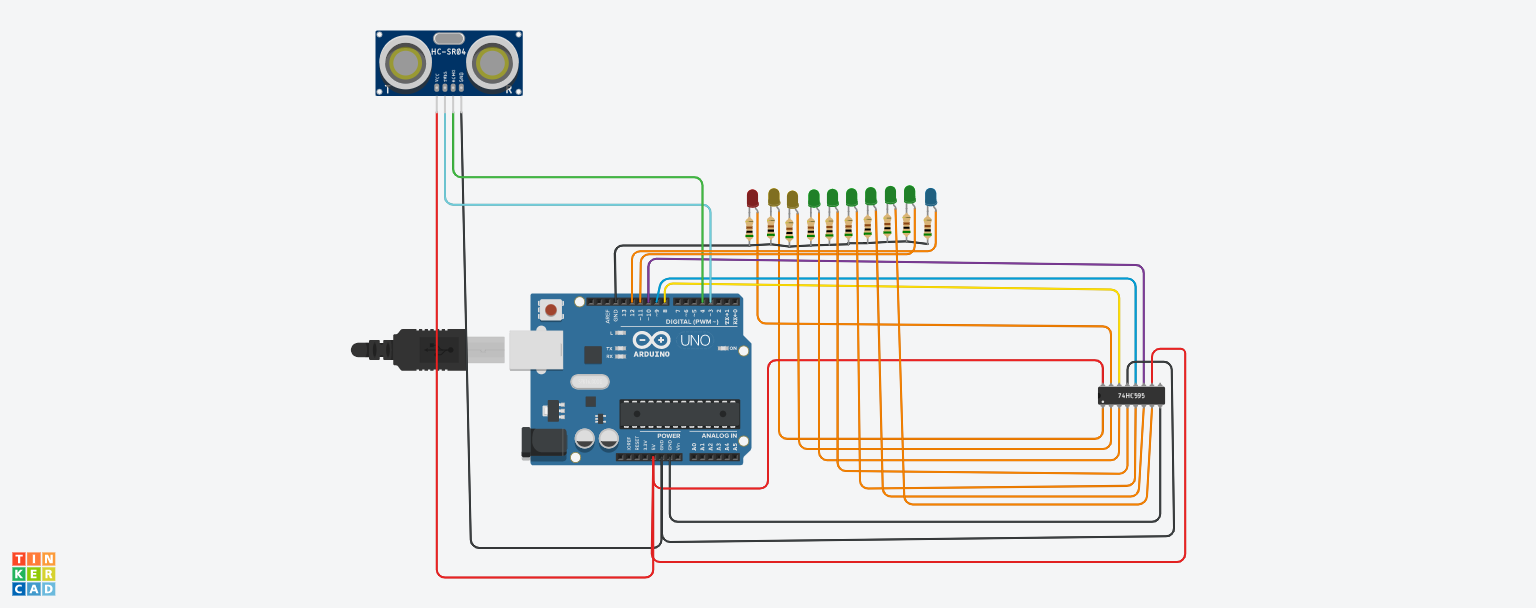 HC-SR04
VCC
TRIG
ECHO
GND
T
R
AREF
GND
13
12
~11
~10
~9
8
7
~6
~5
4
~3
2
TX→1
RX←0
DIGITAL (PWM~)
L
TX
RX
ARDUINO
UNO
ON
74HC595
POWER
ANALOG IN
IOREF
RESET
3.3V
5V
GND
GND
Vin
A0
A1
A2
A3
A4
A5
TIN
KER
CAD